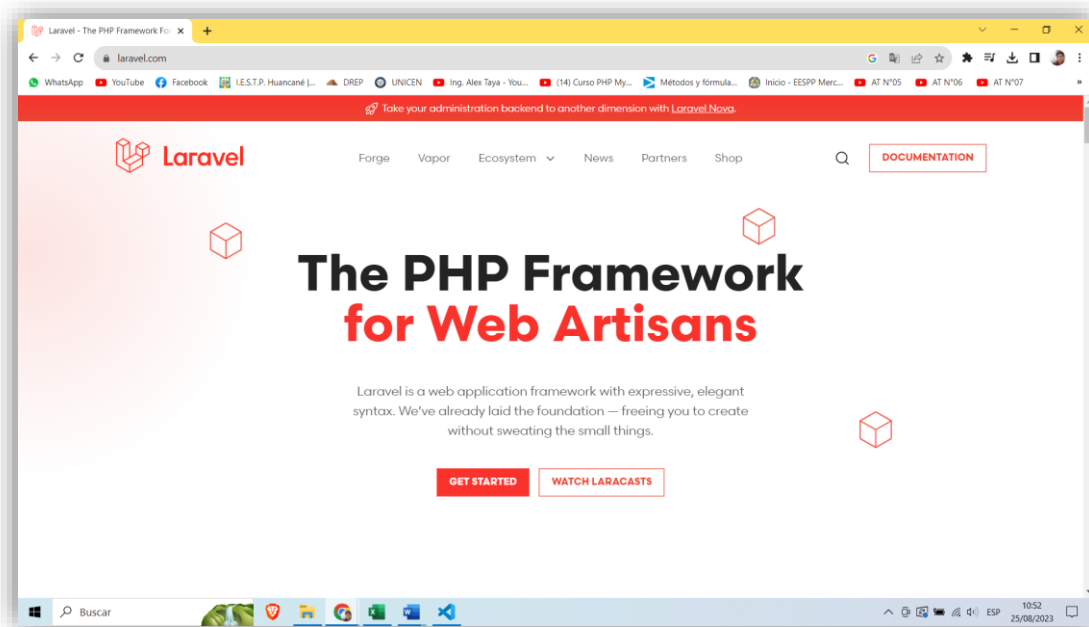 Laravel - The PHP Framework For
laravel.com
WhatsApp YouTube Facebook I.E.S.T.P. Huancané |... DREP UNICEN Ing. Alex Taya - You... (14) Curso PHP My... Métodos y fórmula... Inicio - EESPP Merc... AT N°05 AT N°06 AT N°07
Take your administration backend to another dimension with Laravel Nova.
Laravel Forge Vapor Ecosystem News Partners Shop DOCUMENTATION
The PHP Framework
for Web Artisans
Laravel is a web application framework with expressive, elegant
syntax. We've already laid the foundation — freeing you to create
without sweating the small things.
GET STARTED WATCH LARACASTS
Buscar ESP 10:52
25/08/2023